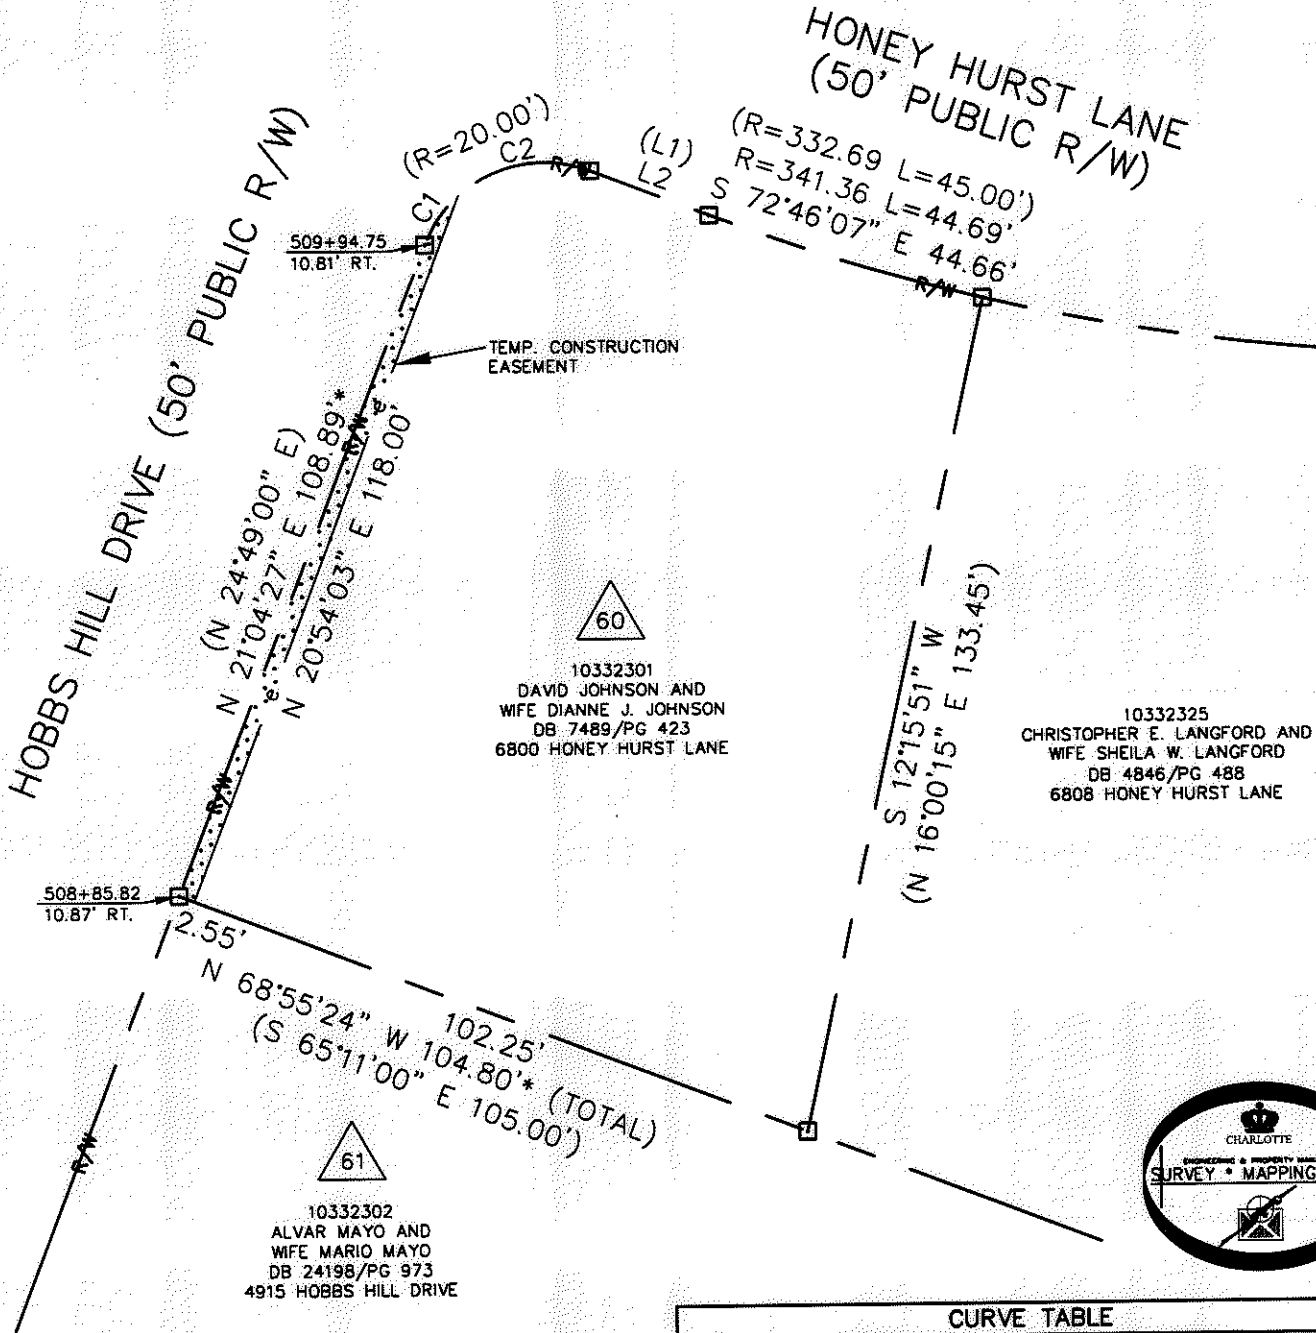 HONEY HURST LANE
(50' PUBLIC R/W)
HOBBS HILL DRIVE (50' PUBLIC R/W)
(R=20.00')
C2
R/W
(L1)
L2
(R=332.69 L=45.00')
R=341.36 L=44.69'
S 72°46'07" E 44.66'
R/W
C1
509+94.75
10.81' RT.
TEMP. CONSTRUCTION
EASEMENT
(N 24°49'00" E)
N 21°04'27" E 108.89'*
R/W
e
N 20°54'03" E 118.00'
e
R/W
60
10332301
DAVID JOHNSON AND
WIFE DIANNE J. JOHNSON
DB 7489/PG 423
6800 HONEY HURST LANE
S 12°15'51" W
(N 16°00'15" E 133.45')
10332325
CHRISTOPHER E. LANGFORD AND
WIFE SHEILA W. LANGFORD
DB 4846/PG 488
6808 HONEY HURST LANE
508+85.82
10.87' RT.
2.55'
102.25'
N 68°55'24" W 104.80'* (TOTAL)
(S 65°11'00" E 105.00')
R/W
61
10332302
ALVAR MAYO AND
WIFE MARIO MAYO
DB 24198/PG 973
4915 HOBBS HILL DRIVE
CHARLOTTE
ENGINEERING & PROPERTY
SURVEY * MAPPING
CURVE TABLE